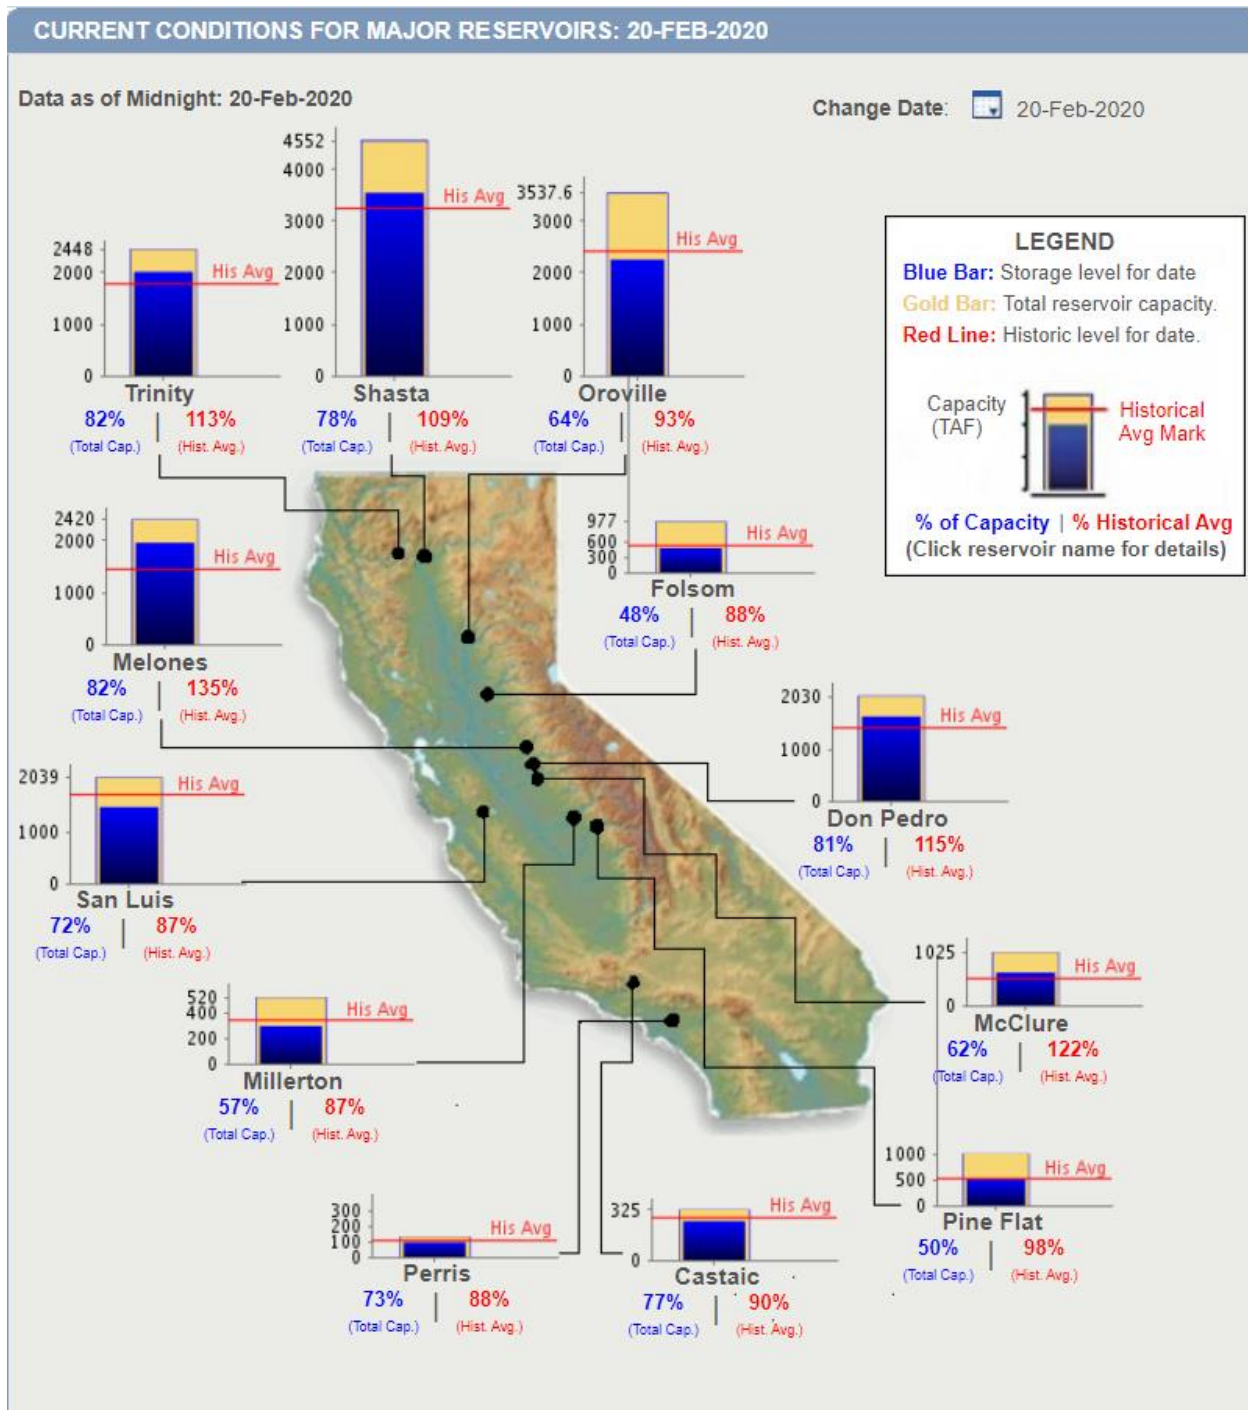 CURRENT CONDITIONS FOR MAJOR RESERVOIRS: 20-FEB-2020
Data as of Midnight: 20-Feb-2020
Change Date: 20-Feb-2020
4552
4000
3000
2000
1000
0
His Avg
Shasta
78% | 109%
(Total Cap.) (Hist. Avg.)
3537.6
3000
2000
1000
0
His Avg
Oroville
64% | 93%
(Total Cap.) (Hist. Avg.)
2448
2000
1000
0
His Avg
Trinity
82% | 113%
(Total Cap.) (Hist. Avg.)
LEGEND
Blue Bar: Storage level for date
Gold Bar: Total reservoir capacity.
Red Line: Historic level for date.
Capacity
(TAF)
Historical
Avg Mark
% of Capacity | % Historical Avg
(Click reservoir name for details)
2420
2000
1000
0
His Avg
Melones
82% | 135%
(Total Cap.) (Hist. Avg.)
977
600
300
0
His Avg
Folsom
48% | 88%
(Total Cap.) (Hist. Avg.)
2030
1000
0
His Avg
Don Pedro
81% | 115%
(Total Cap.) (Hist. Avg.)
2039
1000
0
His Avg
San Luis
72% | 87%
(Total Cap.) (Hist. Avg.)
1025
0
His Avg
McClure
62% | 122%
(Total Cap.) (Hist. Avg.)
520
400
200
0
His Avg
Millerton
57% | 87%
(Total Cap.) (Hist. Avg.)
1000
500
0
His Avg
Pine Flat
50% | 98%
(Total Cap.) (Hist. Avg.)
300
200
100
0
His Avg
Perris
73% | 88%
(Total Cap.) (Hist. Avg.)
325
0
His Avg
Castaic
77% | 90%
(Total Cap.) (Hist. Avg.)